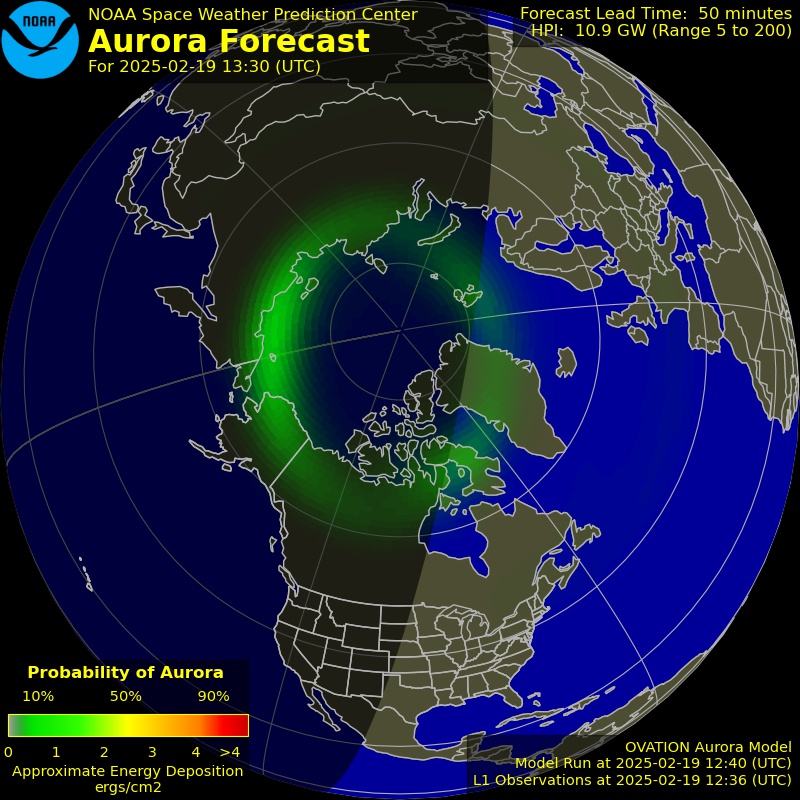 NOAA
NOAA Space Weather Prediction Center
Aurora Forecast
For 2025-02-19 13:30 (UTC)
Forecast Lead Time: 50 minutes
HPI: 10.9 GW (Range 5 to 200)
Probability of Aurora
10% 50% 90%
0 1 2 3 4 >4
Approximate Energy Deposition
ergs/cm2
OVATION Aurora Model
Model Run at 2025-02-19 12:40 (UTC)
L1 Observations at 2025-02-19 12:36 (UTC)